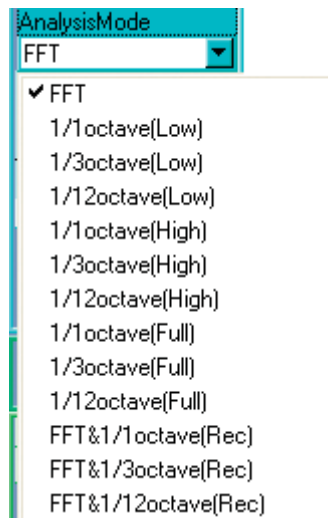 AnalysisMode
FFT
FFT
1/1octave(Low)
1/3octave(Low)
1/12octave(Low)
1/1octave(High)
1/3octave(High)
1/12octave(High)
1/1octave(Full)
1/3octave(Full)
1/12octave(Full)
FFT&1/1octave(Rec)
FFT&1/3octave(Rec)
FFT&1/12octave(Rec)